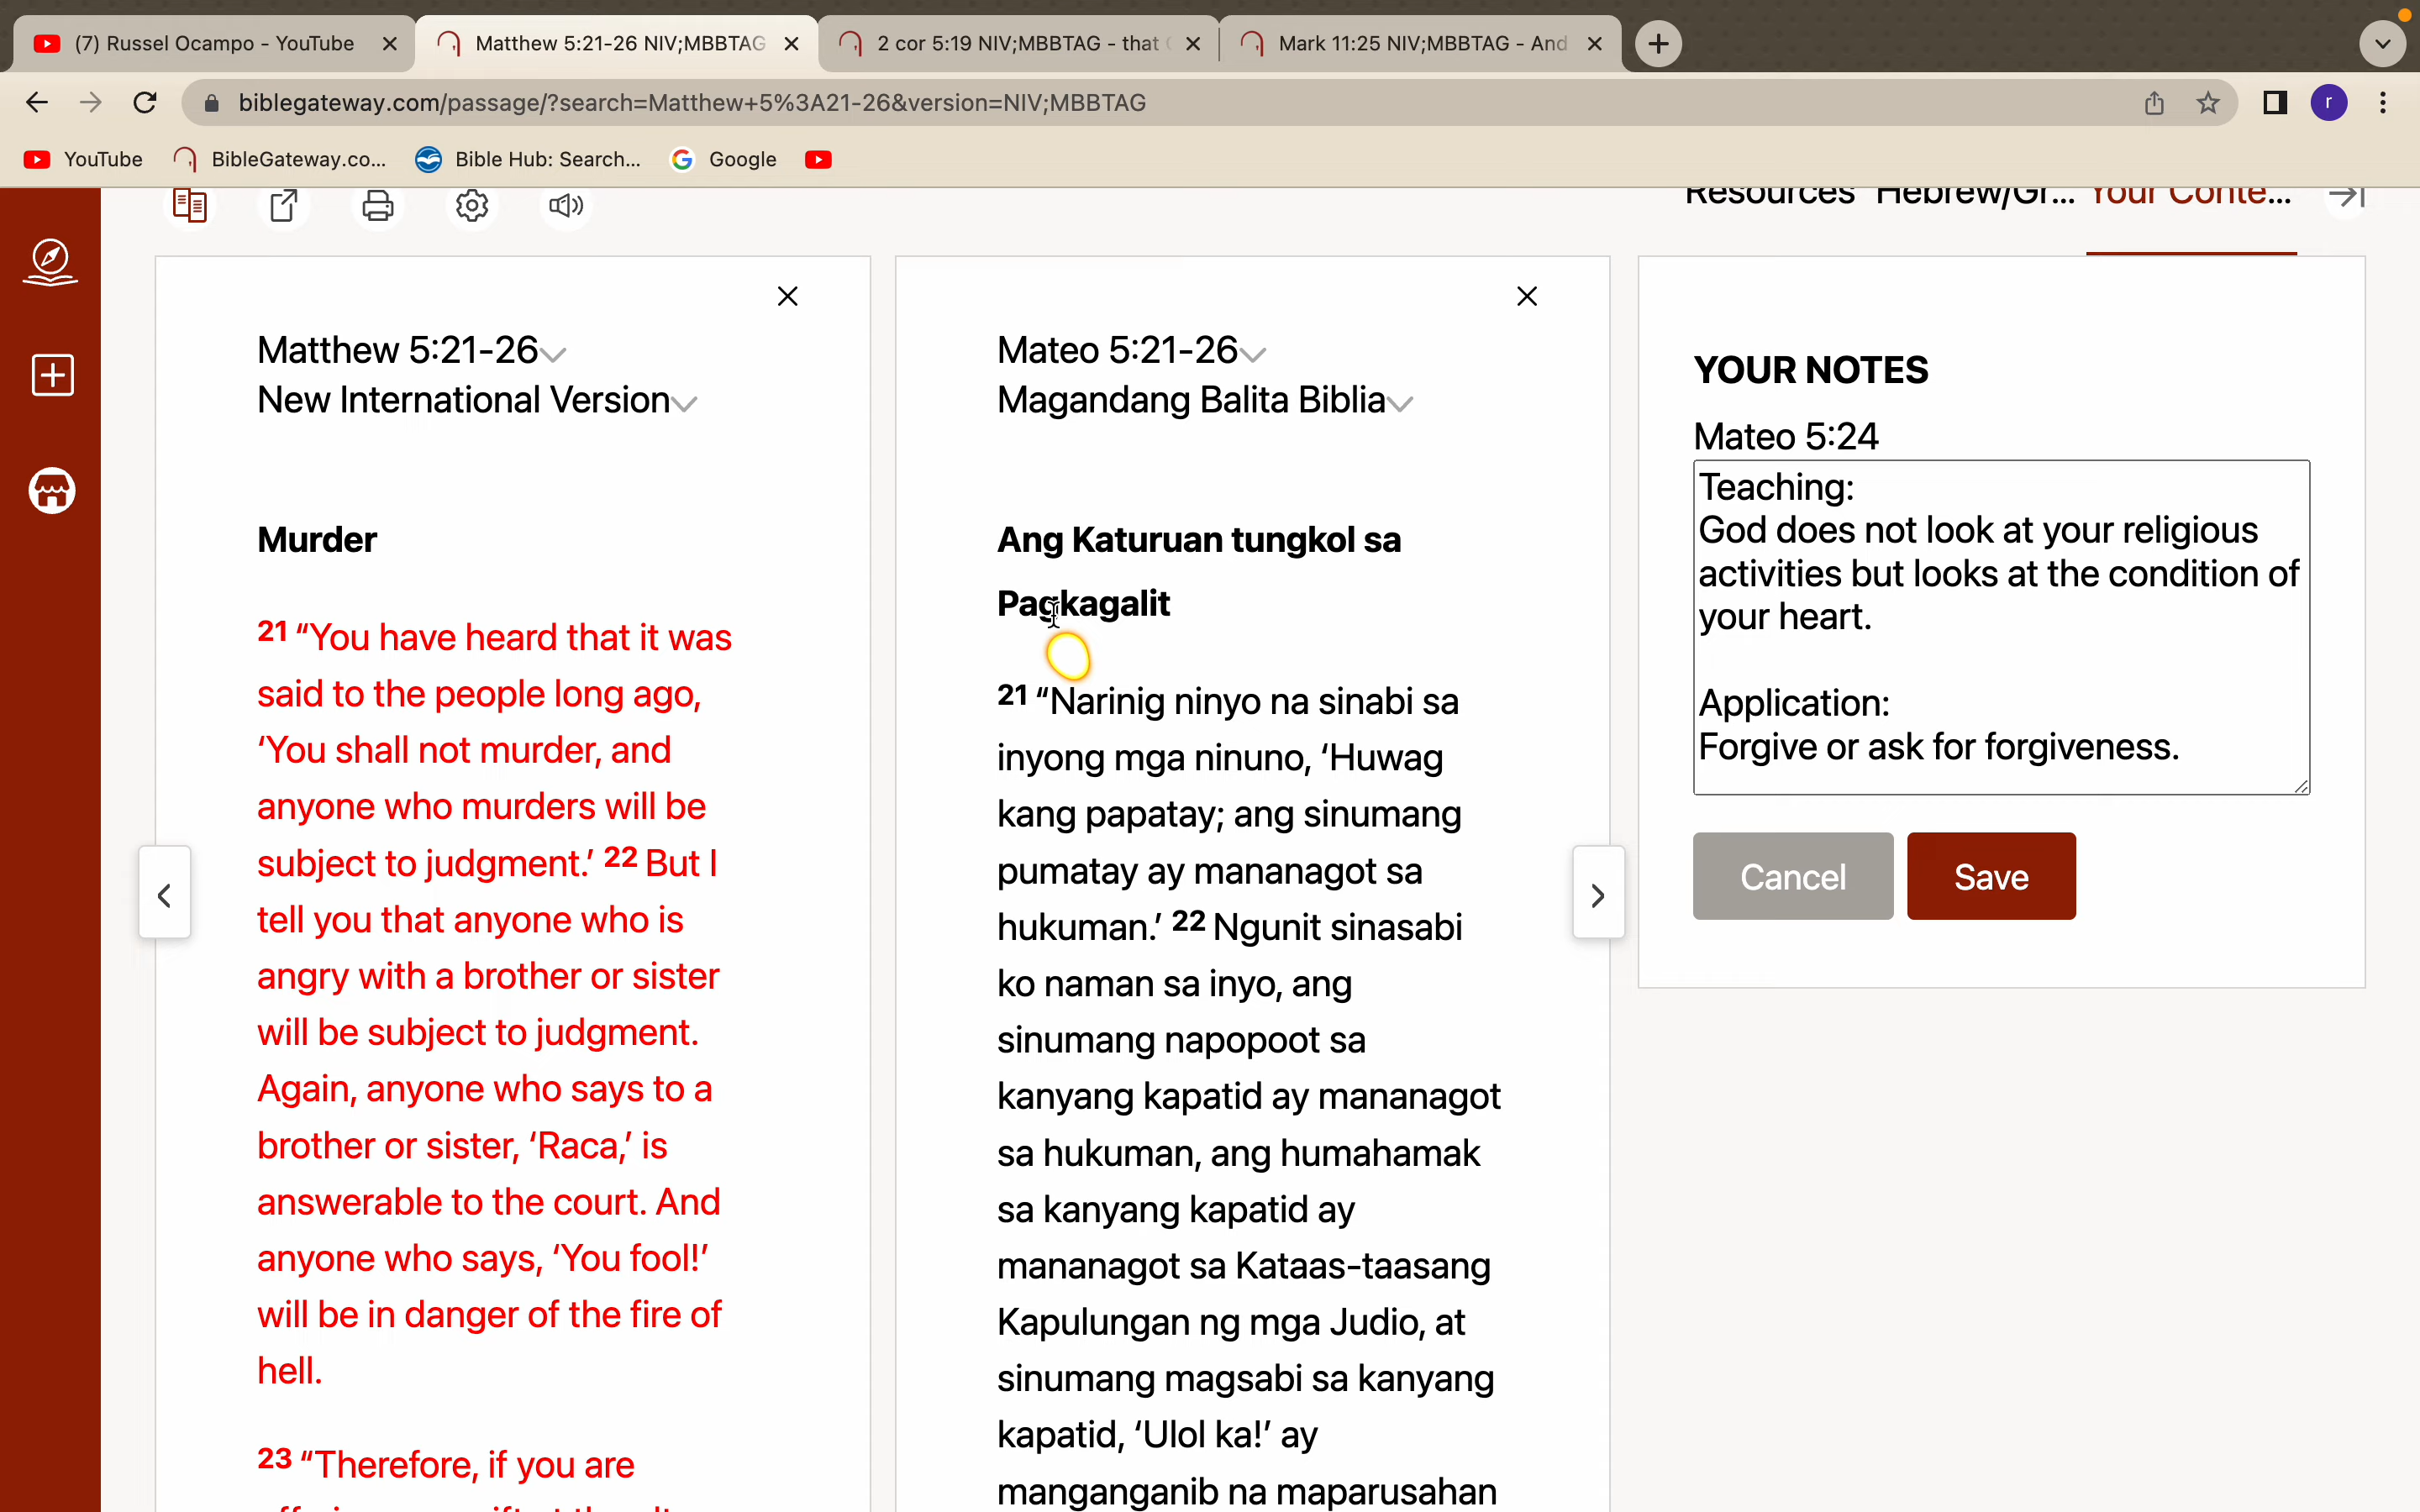 (7) Russel Ocampo - YouTube
Matthew 5:21-26 NIV;MBBTAG
2 cor 5:19 NIV;MBBTAG - that
Mark 11:25 NIV;MBBTAG - And
biblegateway.com/passage/?search=Matthew+5%3A21-26&version=NIV;MBBTAG
r
YouTube
BibleGateway.co...
Bible Hub: Search...
Google
Resources
Hebrew/Gr...
Your Conte...
Matthew 5:21-26
New International Version
Murder
21 “You have heard that it was
said to the people long ago,
‘You shall not murder, and
anyone who murders will be
subject to judgment.’ 22 But I
tell you that anyone who is
angry with a brother or sister
will be subject to judgment.
Again, anyone who says to a
brother or sister, ‘Raca,’ is
answerable to the court. And
anyone who says, ‘You fool!’
will be in danger of the fire of
hell.
23 “Therefore, if you are
Mateo 5:21-26
Magandang Balita Biblia
Ang Katuruan tungkol sa
Pagkagalit
21 “Narinig ninyo na sinabi sa
inyong mga ninuno, ‘Huwag
kang papatay; ang sinumang
pumatay ay mananagot sa
hukuman.’ 22 Ngunit sinasabi
ko naman sa inyo, ang
sinumang napopoot sa
kanyang kapatid ay mananagot
sa hukuman, ang humahamak
sa kanyang kapatid ay
mananagot sa Kataas-taasang
Kapulungan ng mga Judio, at
sinumang magsabi sa kanyang
kapatid, ‘Ulol ka!’ ay
manganganib na maparusahan
YOUR NOTES
Mateo 5:24
Teaching:
God does not look at your religious
activities but looks at the condition of
your heart.
Application:
Forgive or ask for forgiveness.
Cancel
Save